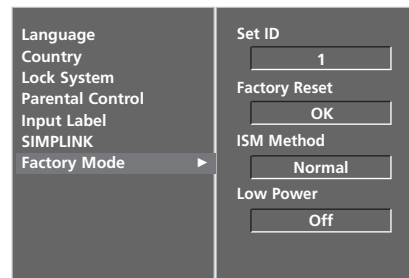 Language
Country
Lock System
Parental Control
Input Label
SIMPLINK
Factory Mode ►
Set ID
1
Factory Reset
OK
ISM Method
Normal
Low Power
Off